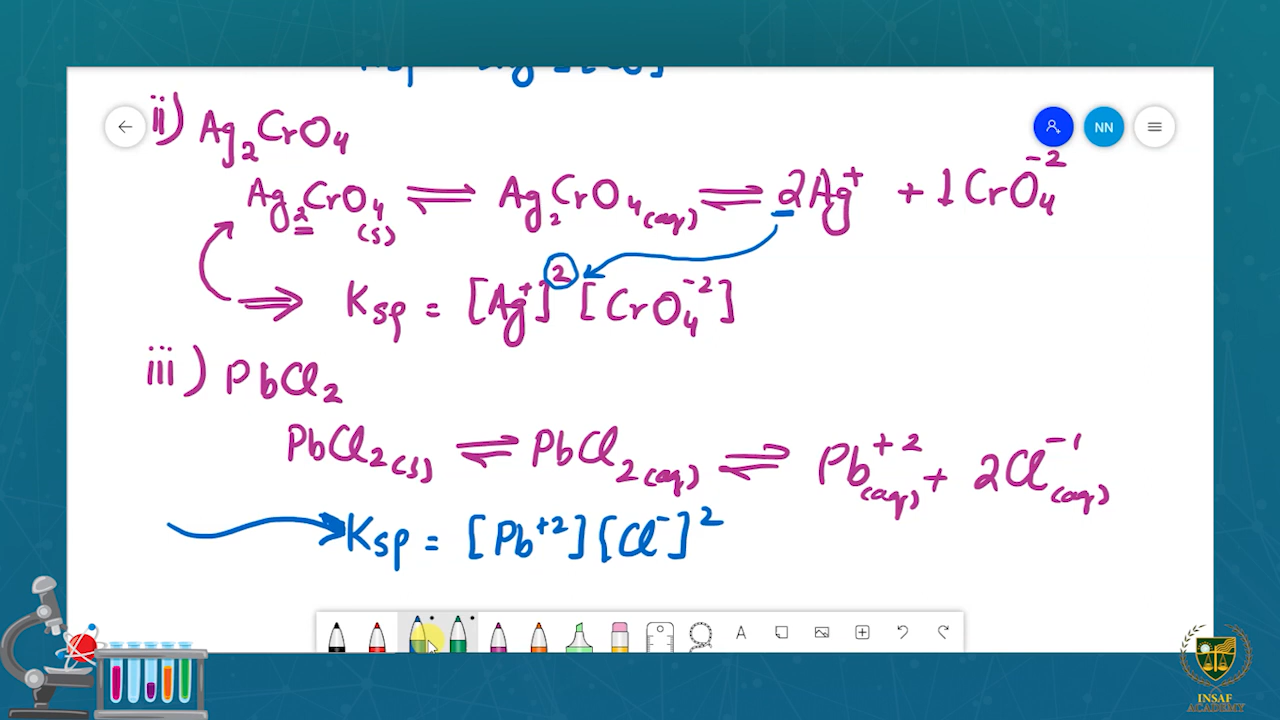 ii) Ag₂CrO₄
NN
Ag₂CrO₄(s) ⇌ Ag₂CrO₄(aq) ⇌ 2Ag⁺ + 1CrO₄⁻²
⇒ Ksp = [Ag⁺]² [CrO₄⁻²]
iii) PbCl₂
PbCl₂(s) ⇌ PbCl₂(aq) ⇌ Pb⁺²(aq) + 2Cl⁻¹(aq)
Ksp = [Pb⁺²][Cl⁻]²
A
INSAF
ACADEMY